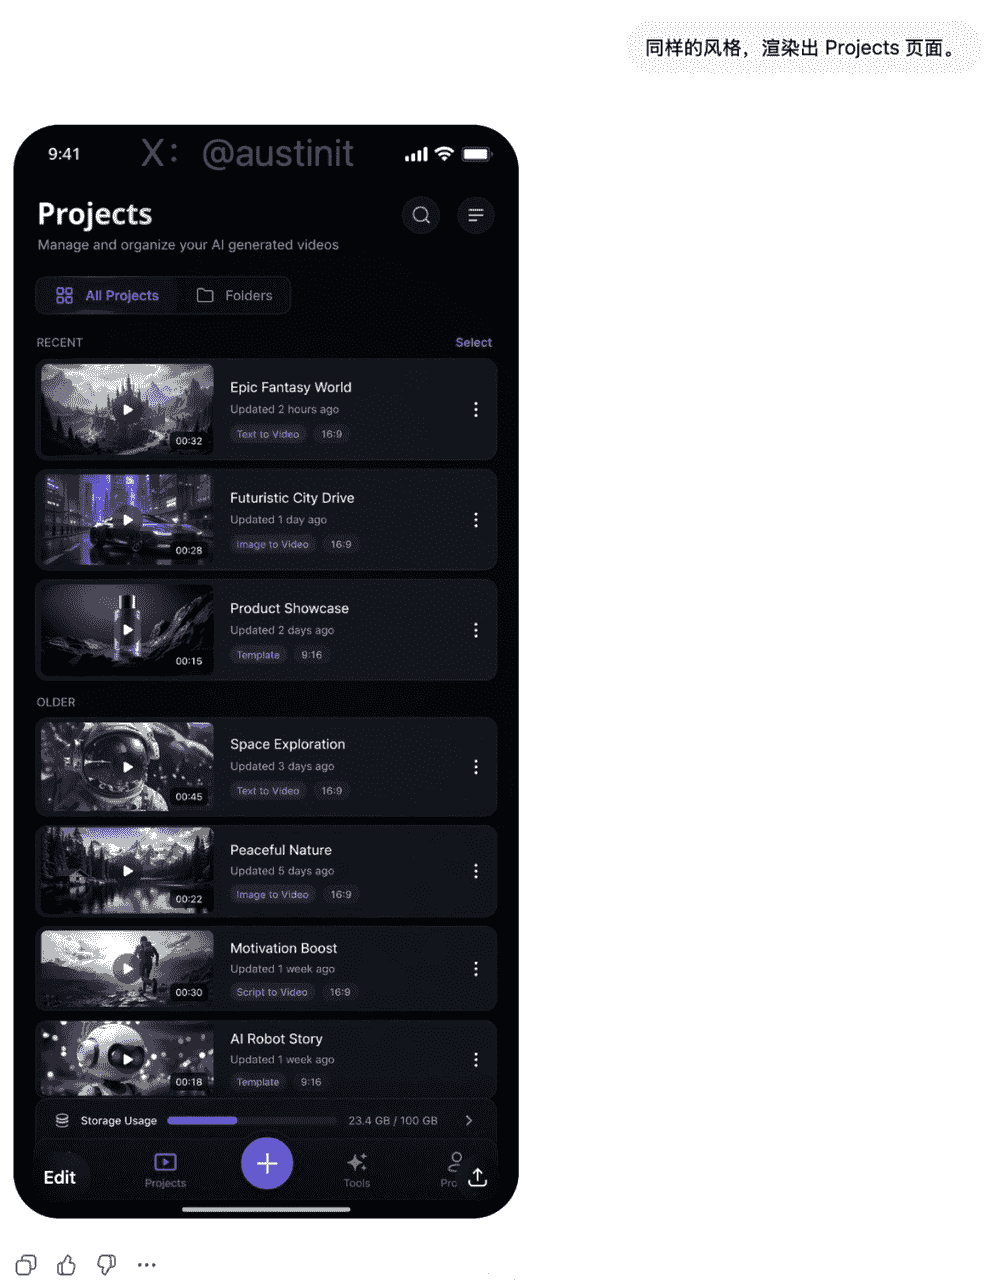 同样的风格，渲染出 Projects 页面。
9:41
X: @austinit
Projects
Manage and organize your AI generated videos
All Projects
Folders
RECENT
Select
Epic Fantasy World
Updated 2 hours ago
Text to Video
16:9
00:32
Futuristic City Drive
Updated 1 day ago
Image to Video
16:9
00:28
Product Showcase
Updated 2 days ago
Template
9:16
00:15
OLDER
Space Exploration
Updated 3 days ago
Text to Video
16:9
00:45
Peaceful Nature
Updated 5 days ago
Image to Video
16:9
00:22
Motivation Boost
Updated 1 week ago
Script to Video
16:9
00:30
AI Robot Story
Updated 1 week ago
Template
9:16
00:18
Storage Usage
23.4 GB / 100 GB
Edit
Projects
Tools